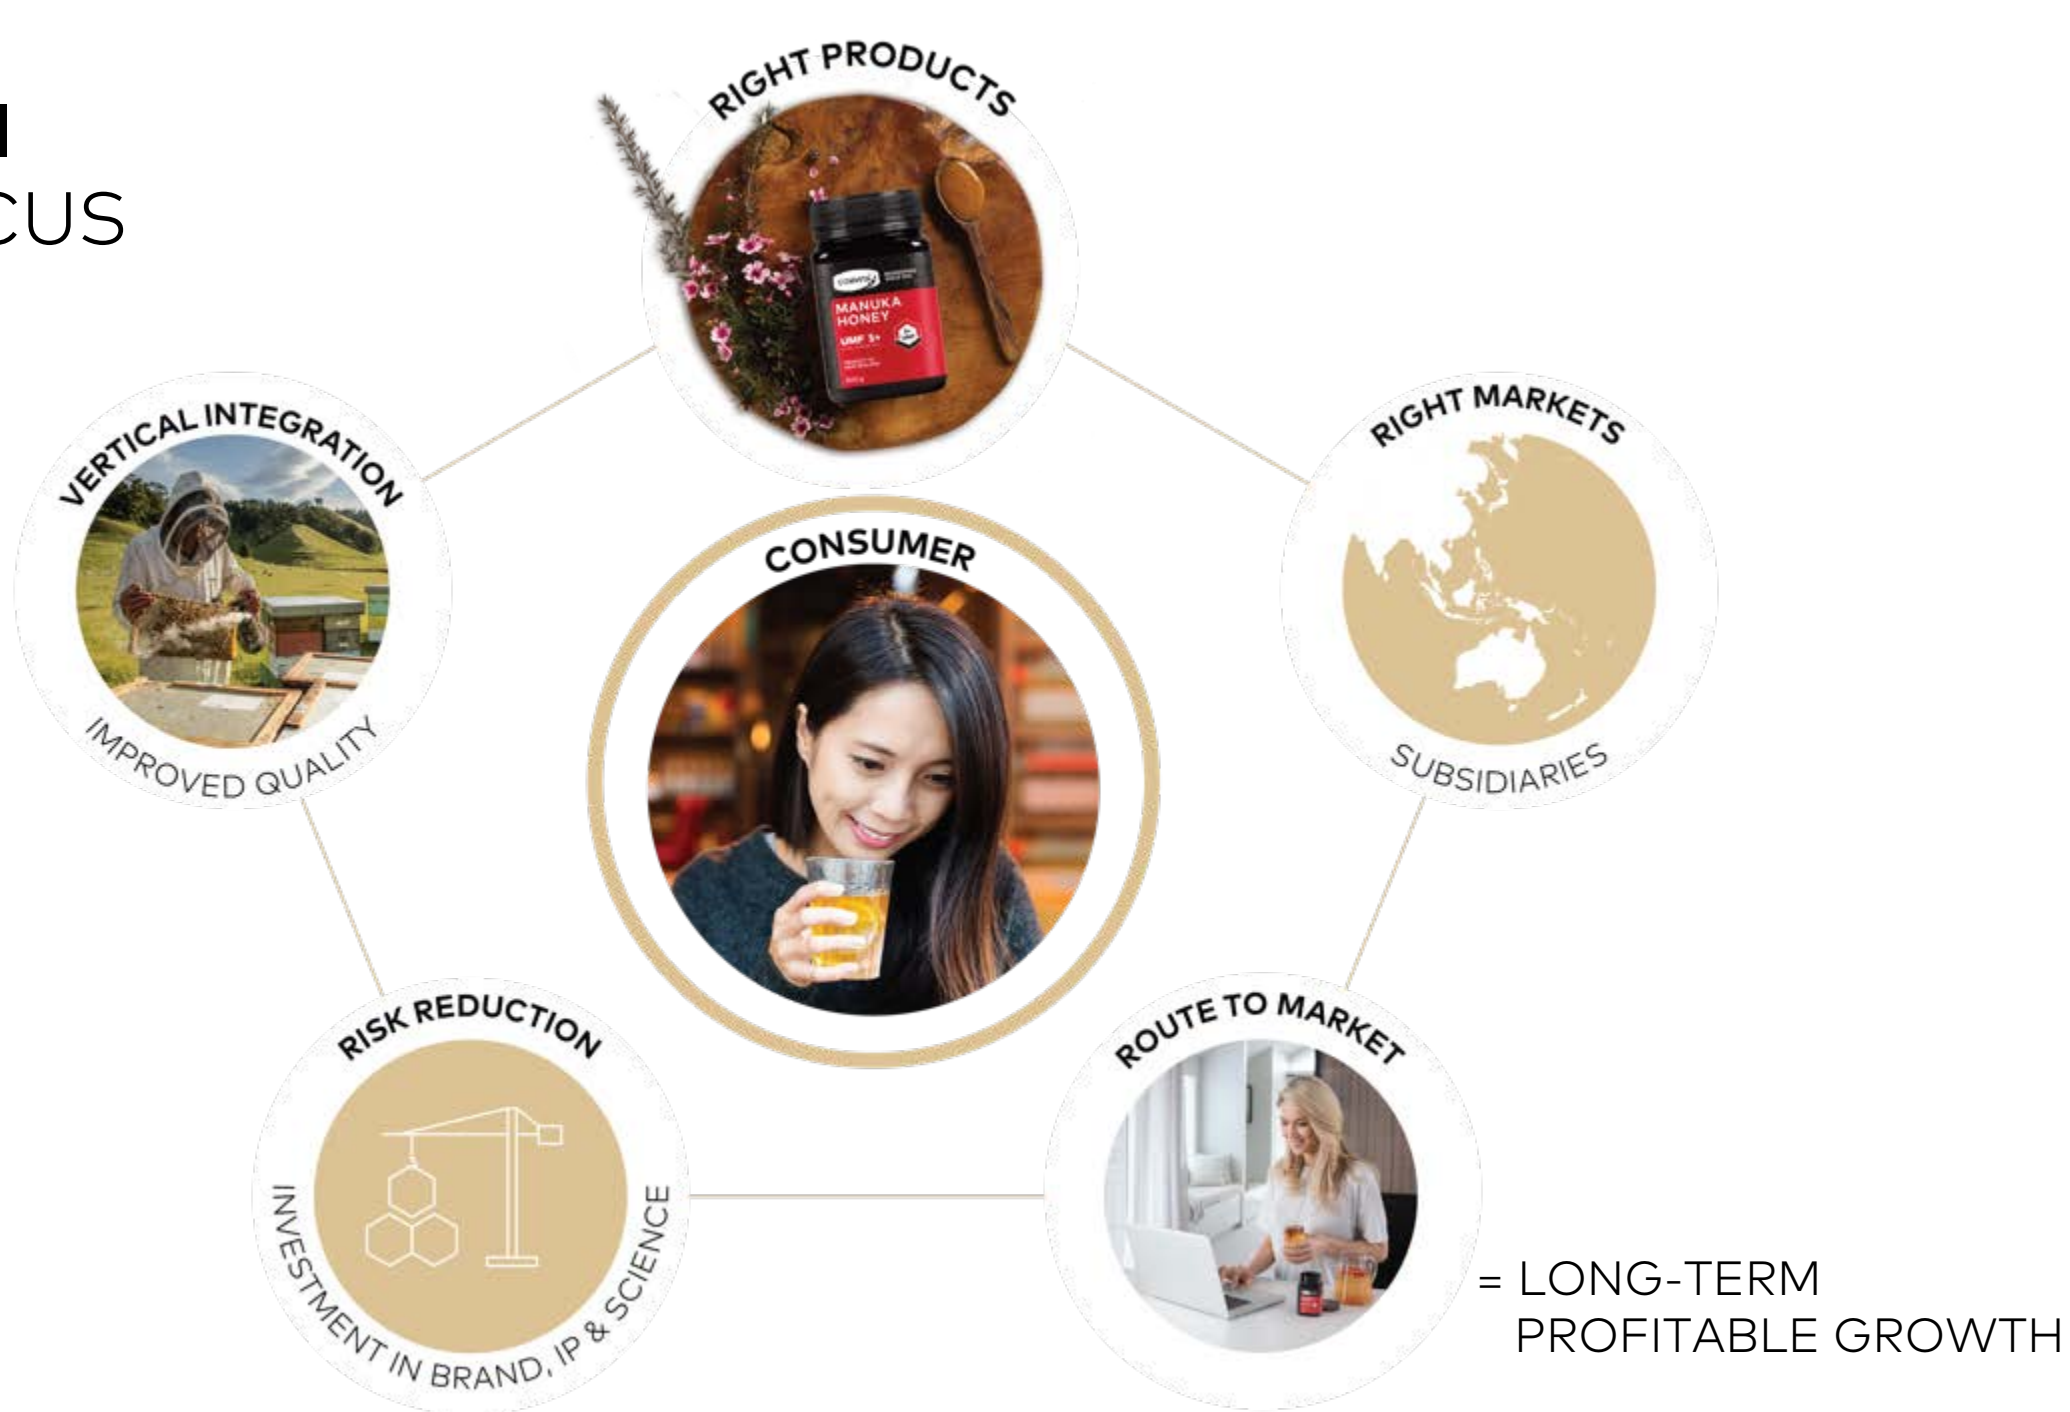 CUS
RIGHT PRODUCTS
comvita
MANUKA
HONEY
UMF 5+
VERTICAL INTEGRATION
IMPROVED QUALITY
CONSUMER
RIGHT MARKETS
SUBSIDIARIES
RISK REDUCTION
INVESTMENT IN BRAND, IP & SCIENCE
ROUTE TO MARKET
= LONG-TERM
PROFITABLE GROWTH